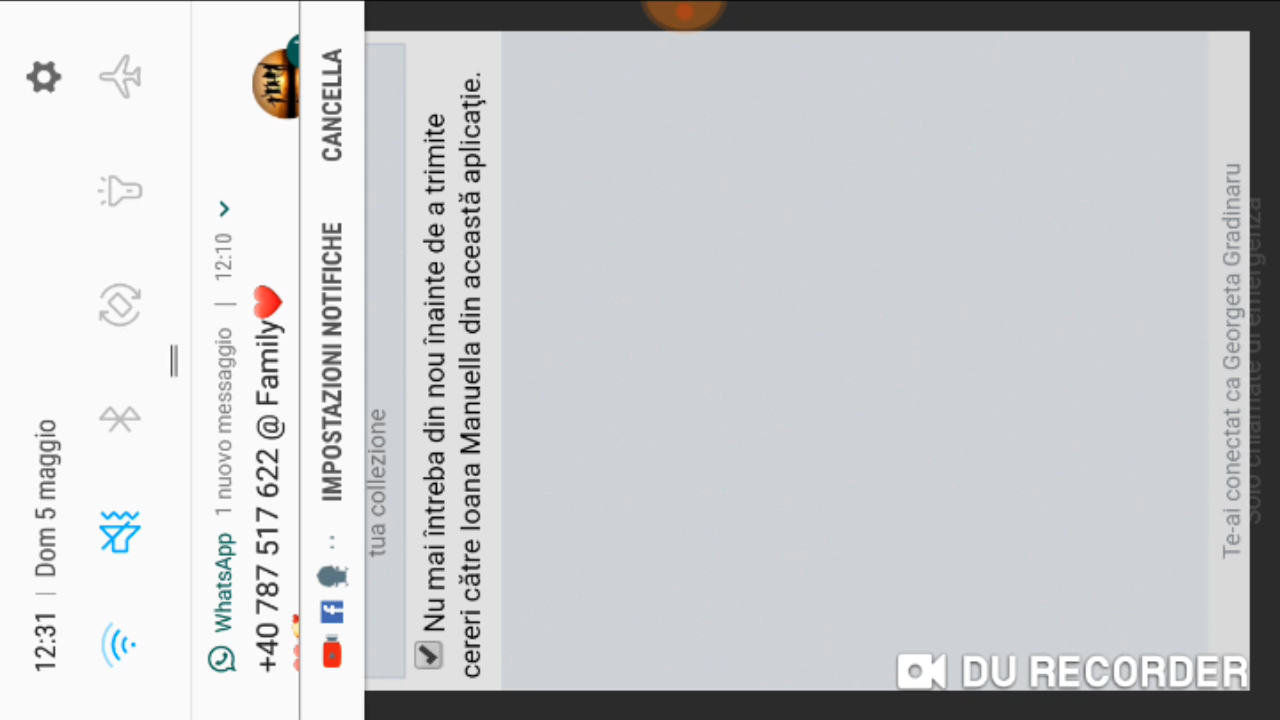 12:31 | Dom 5 maggio
WhatsApp 1 nuovo messaggio | 12:10
+40 787 517 622 @ Family
IMPOSTAZIONI NOTIFICHE CANCELLA
tua collezione
Nu mai întreba din nou înainte de a trimite
cereri către Ioana Manuella din această aplicaţie.
Te-ai conectat ca Georgeta Gradinaru
Solo chiamate di emergenza
DU RECORDER